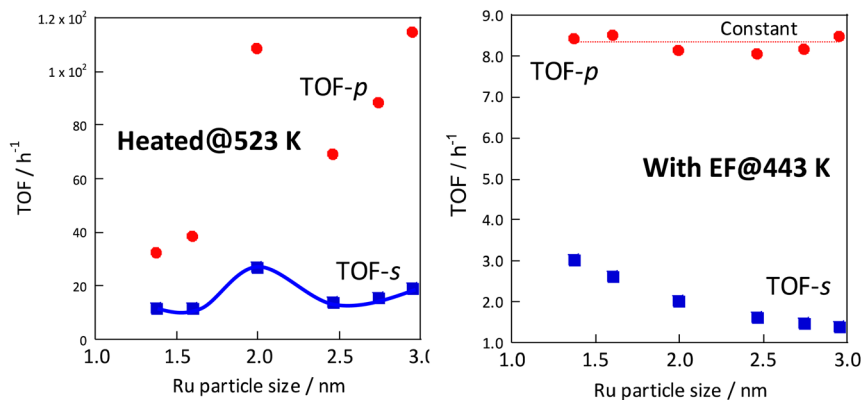 1.2 x 10²
1 x 10²
80
60
40
20
0
TOF / h⁻¹
TOF-p
Heated@523 K
TOF-s
1.0
1.5
2.0
2.5
3.0
Ru particle size / nm
9.0
8.0
7.0
6.0
5.0
4.0
3.0
2.0
1.0
TOF / h⁻¹
Constant
TOF-p
With EF@443 K
TOF-s
1.0
1.5
2.0
2.5
3.0
Ru particle size / nm